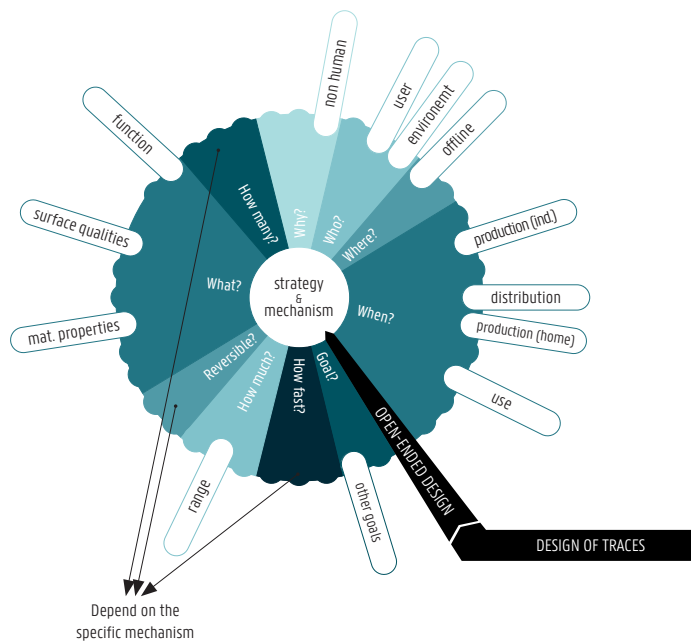 non human
user
environemt
offline
function
How many?
Why?
Who?
Where?
surface qualities
production (ind.)
What?
strategy
&
mechanism
When?
distribution
mat. properties
production (home)
Reversible?
How much?
How fast?
Goal?
use
OPEN-ENDED DESIGN
range
other goals
DESIGN OF TRACES
Depend on the
specific mechanism